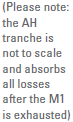 (Please note:
the AH
tranche is
not to scale
and absorbs
all losses
after the M1
is exhausted)